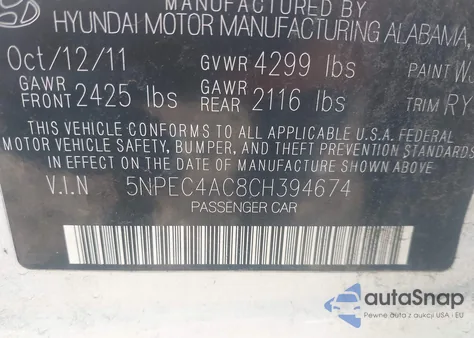 MANUFACTURED BY
HYUNDAI MOTOR MANUFACTURING ALABAMA,
Oct/12/11 GVWR 4299 lbs PAINT W
GAWR FRONT 2425 lbs GAWR REAR 2116 lbs TRIM RY
THIS VEHICLE CONFORMS TO ALL APPLICABLE U.S.A. FEDERAL
MOTOR VEHICLE SAFETY, BUMPER, AND THEFT PREVENTION STANDARDS
IN EFFECT ON THE DATE OF MANUFACTURE SHOWN ABOVE.
V.I.N 5NPEC4AC8CH394674
PASSENGER CAR
autoSnap
Pewne auta z aukcji USA - EU